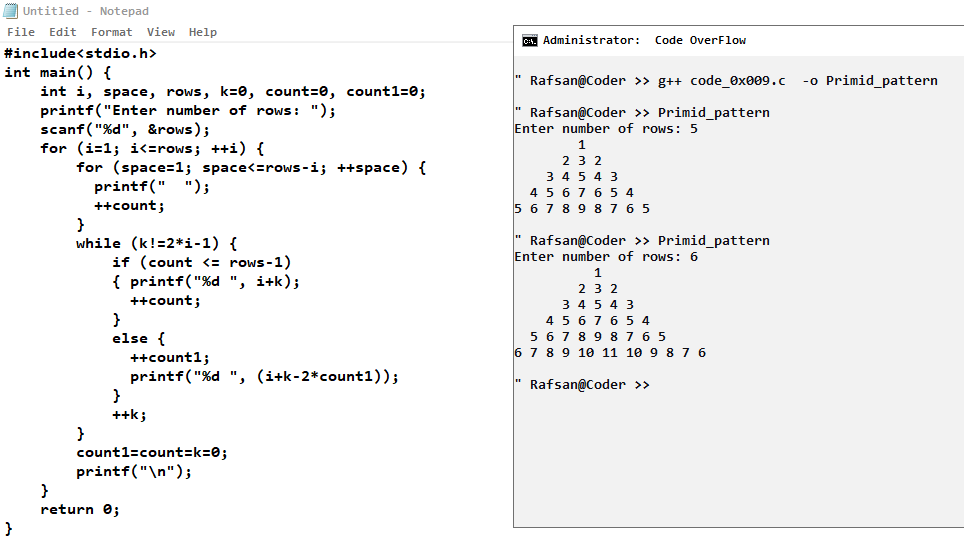 Untitled - Notepad
File Edit Format View Help
#include<stdio.h>
int main() {
    int i, space, rows, k=0, count=0, count1=0;
    printf("Enter number of rows: ");
    scanf("%d", &rows);
    for (i=1; i<=rows; ++i) {
        for (space=1; space<=rows-i; ++space) {
          printf("  ");
          ++count;
        }
        while (k!=2*i-1) {
            if (count <= rows-1)
            { printf("%d ", i+k);
              ++count;
            }
            else {
              ++count1;
              printf("%d ", (i+k-2*count1));
            }
            ++k;
        }
        count1=count=k=0;
        printf("\n");
    }
    return 0;
}
C:\. Administrator:  Code OverFlow
" Rafsan@Coder >> g++ code_0x009.c  -o Primid_pattern
" Rafsan@Coder >> Primid_pattern
Enter number of rows: 5
        1
      2 3 2
    3 4 5 4 3
  4 5 6 7 6 5 4
5 6 7 8 9 8 7 6 5
" Rafsan@Coder >> Primid_pattern
Enter number of rows: 6
          1
        2 3 2
      3 4 5 4 3
    4 5 6 7 6 5 4
  5 6 7 8 9 8 7 6 5
6 7 8 9 10 11 10 9 8 7 6
" Rafsan@Coder >>